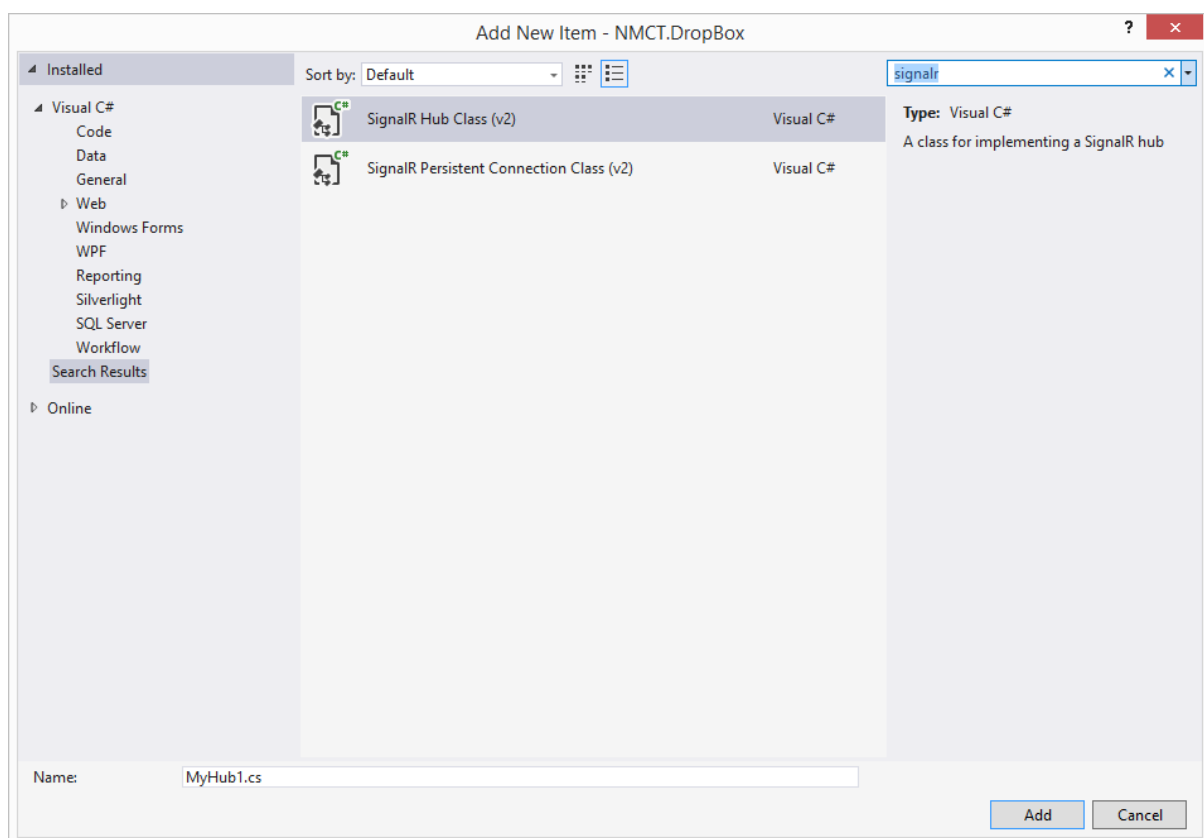 Add New Item - NMCT.DropBox
?
Installed
Sort by: Default
signalr
Visual C#
Code
Data
General
Web
Windows Forms
WPF
Reporting
Silverlight
SQL Server
Workflow
Search Results
Online
C#
SignalR Hub Class (v2) Visual C#
C#
SignalR Persistent Connection Class (v2) Visual C#
Type: Visual C#
A class for implementing a SignalR hub
Name: MyHub1.cs
Add Cancel